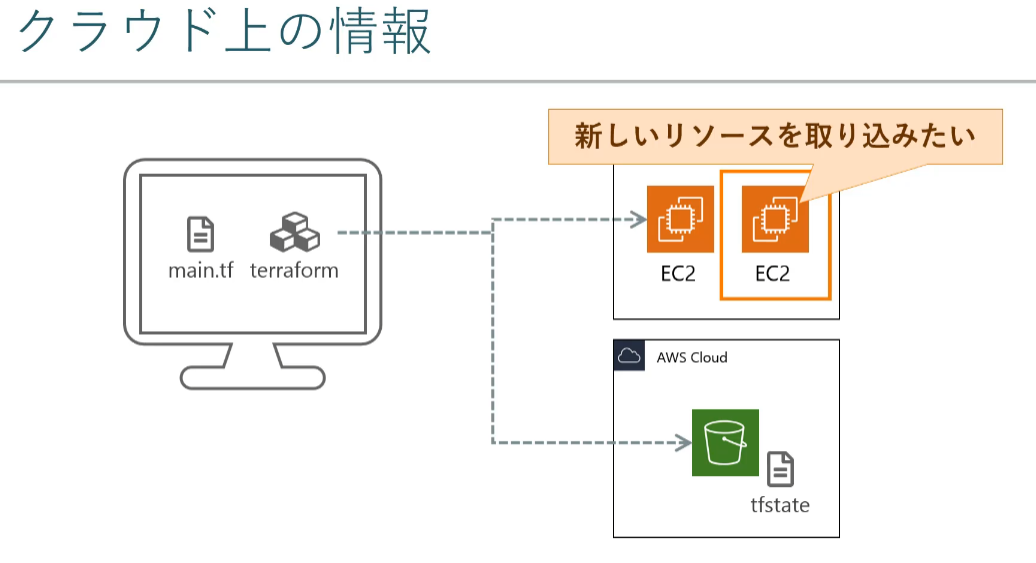 クラウド上の情報
新しいリソースを取り込みたい
main.tf
terraform
EC2
EC2
AWS Cloud
tfstate